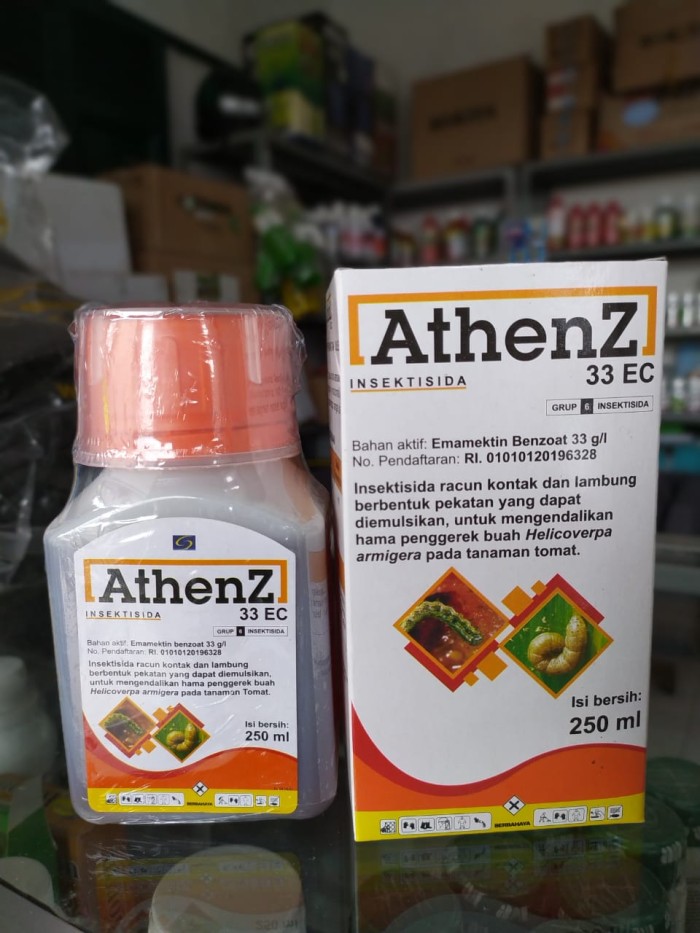 AthenZ
INSEKTISIDA
33 EC
GRUP 6 INSEKTISIDA
Bahan aktif: Emamektin benzoat 33 g/l
No. Pendaftaran: RI. 01010120196328
Insektisida racun kontak dan lambung
berbentuk pekatan yang dapat diemulsikan,
untuk mengendalikan hama penggerek buah
Helicoverpa armigera pada tanaman Tomat.
Isi bersih:
250 ml
BERBAHAYA
AthenZ
INSEKTISIDA
33 EC
GRUP 6 INSEKTISIDA
Bahan aktif: Emamektin Benzoat 33 g/l
No. Pendaftaran: RI. 01010120196328
Insektisida racun kontak dan lambung
berbentuk pekatan yang dapat
diemulsikan, untuk mengendalikan
hama penggerek buah Helicoverpa
armigera pada tanaman tomat.
Isi bersih:
250 ml
BERBAHAYA